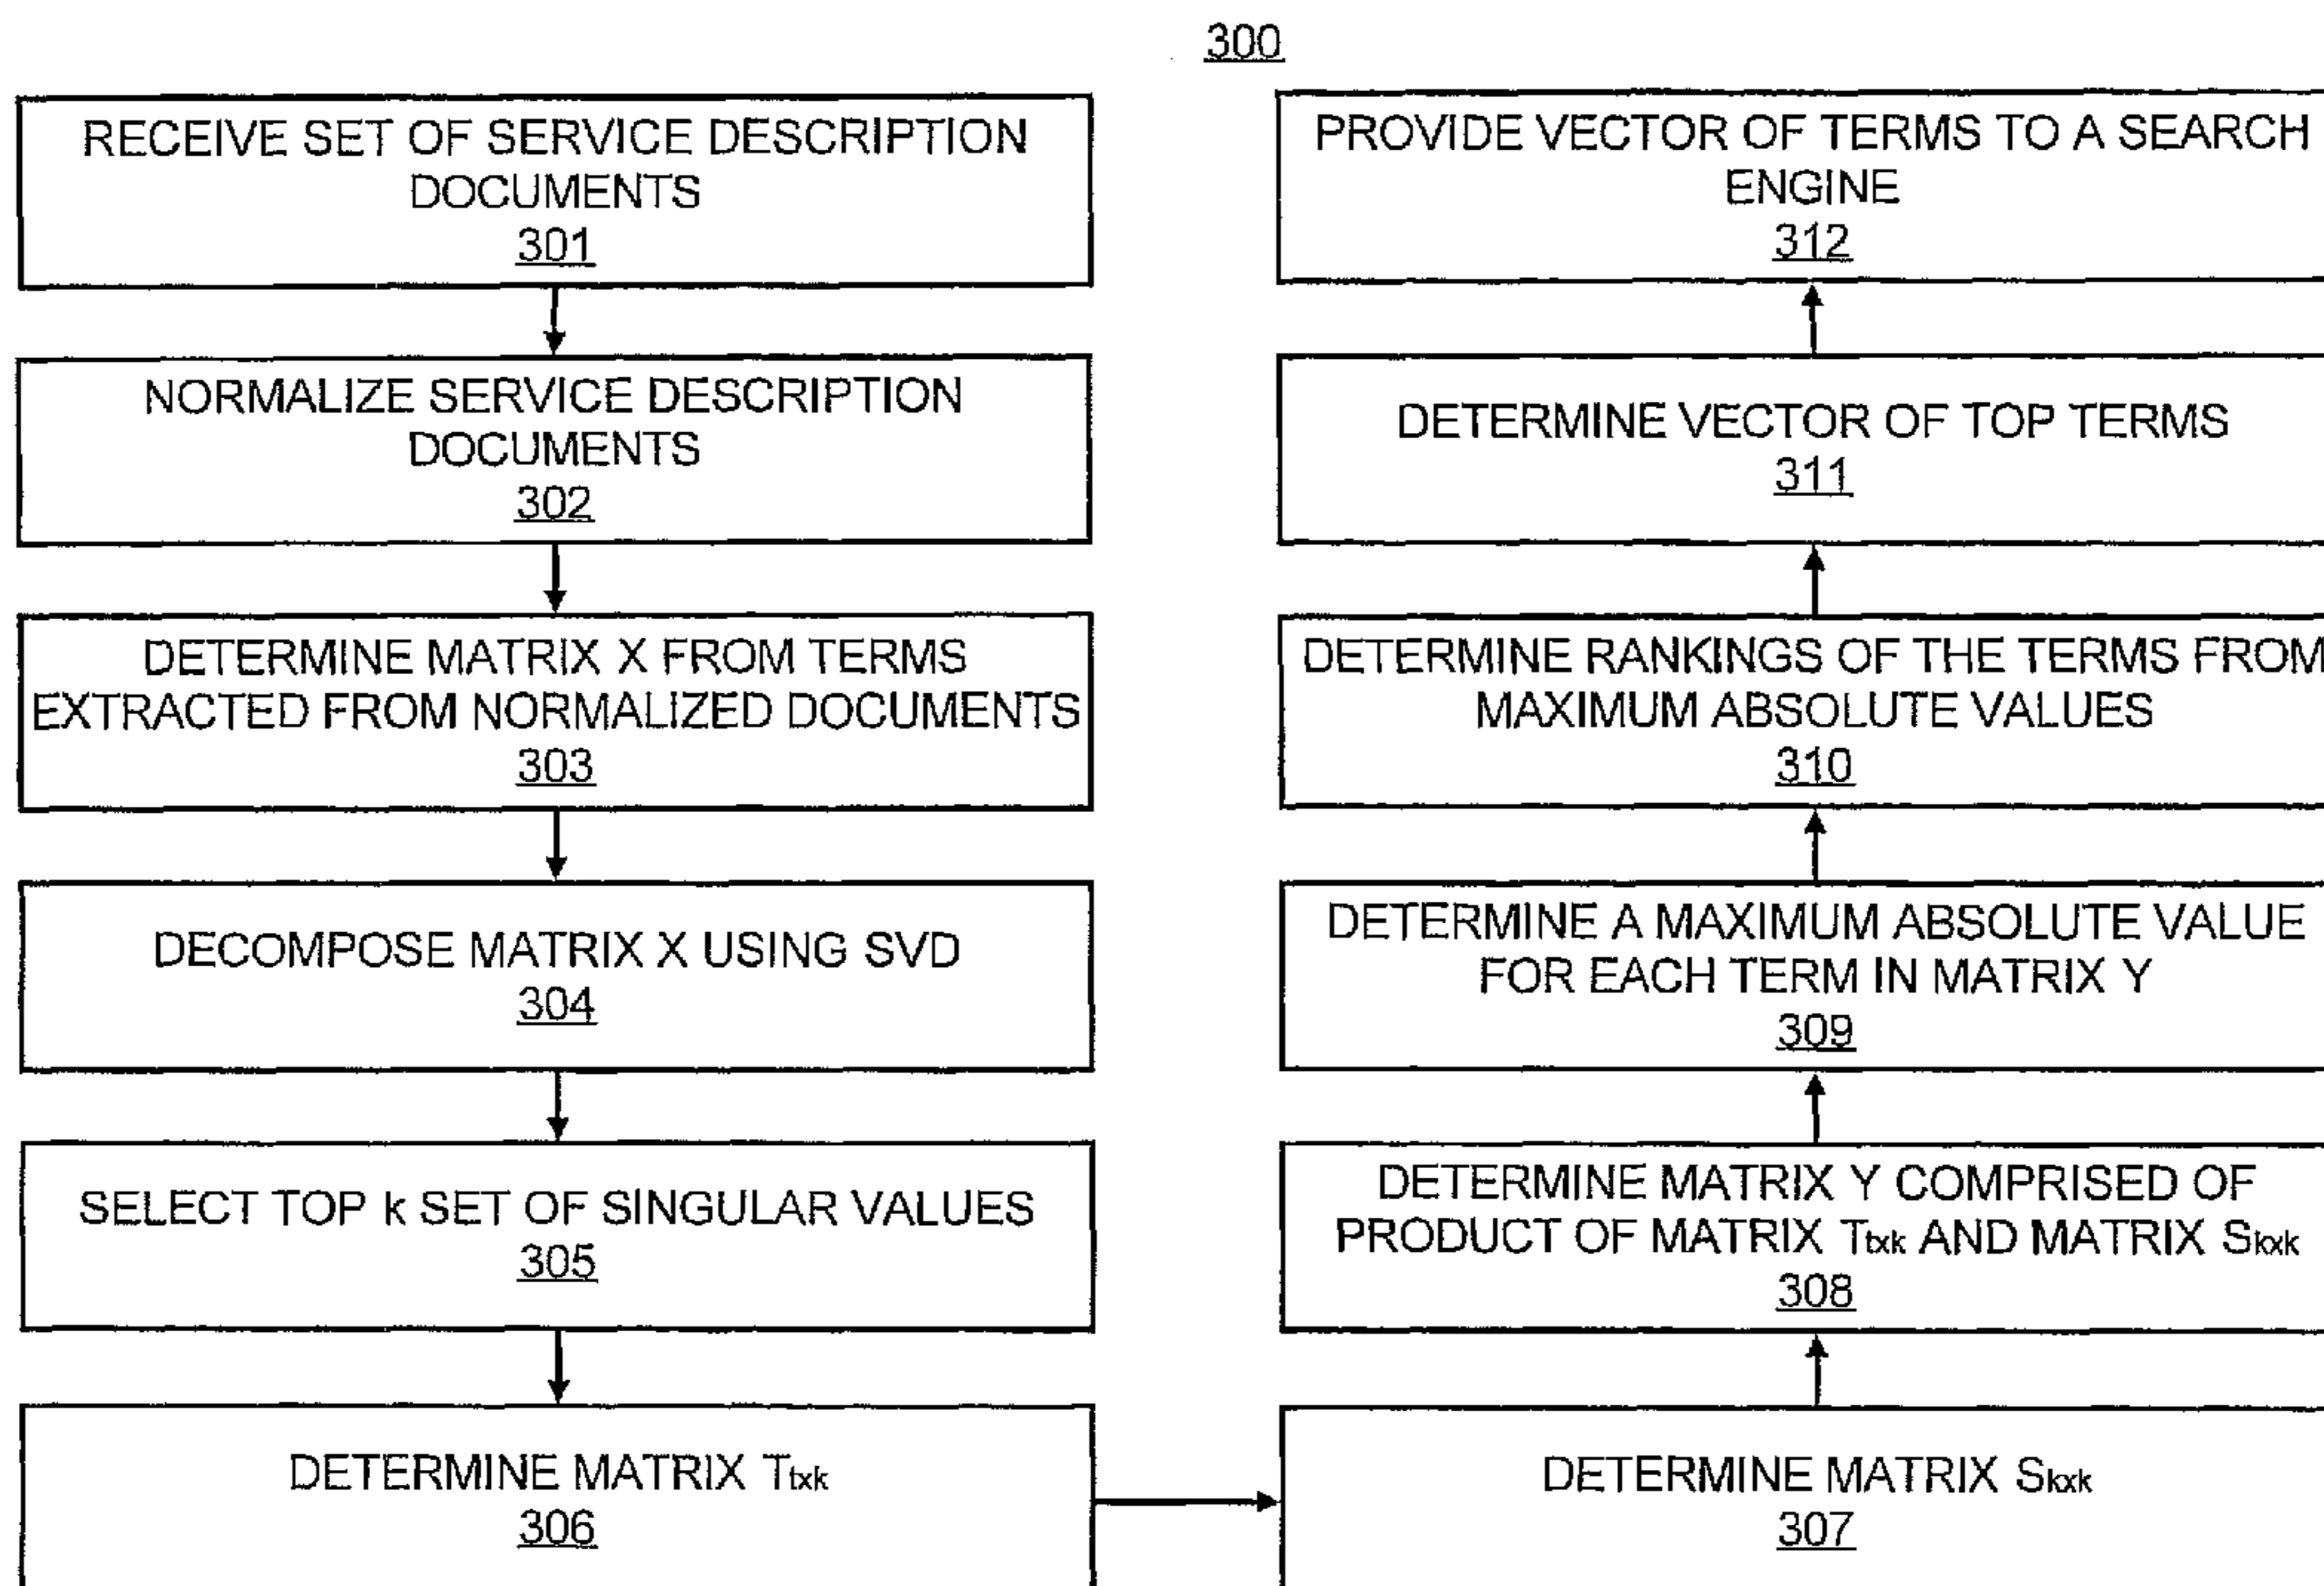 300
RECEIVE SET OF SERVICE DESCRIPTION
DOCUMENTS
301
NORMALIZE SERVICE DESCRIPTION
DOCUMENTS
302
DETERMINE MATRIX X FROM TERMS
EXTRACTED FROM NORMALIZED DOCUMENTS
303
DECOMPOSE MATRIX X USING SVD
304
SELECT TOP k SET OF SINGULAR VALUES
305
DETERMINE MATRIX Ttxk
306
DETERMINE MATRIX Skxk
307
DETERMINE MATRIX Y COMPRISED OF
PRODUCT OF MATRIX Ttxk AND MATRIX Skxk
308
DETERMINE A MAXIMUM ABSOLUTE VALUE
FOR EACH TERM IN MATRIX Y
309
DETERMINE RANKINGS OF THE TERMS FROM
MAXIMUM ABSOLUTE VALUES
310
DETERMINE VECTOR OF TOP TERMS
311
PROVIDE VECTOR OF TERMS TO A SEARCH
ENGINE
312